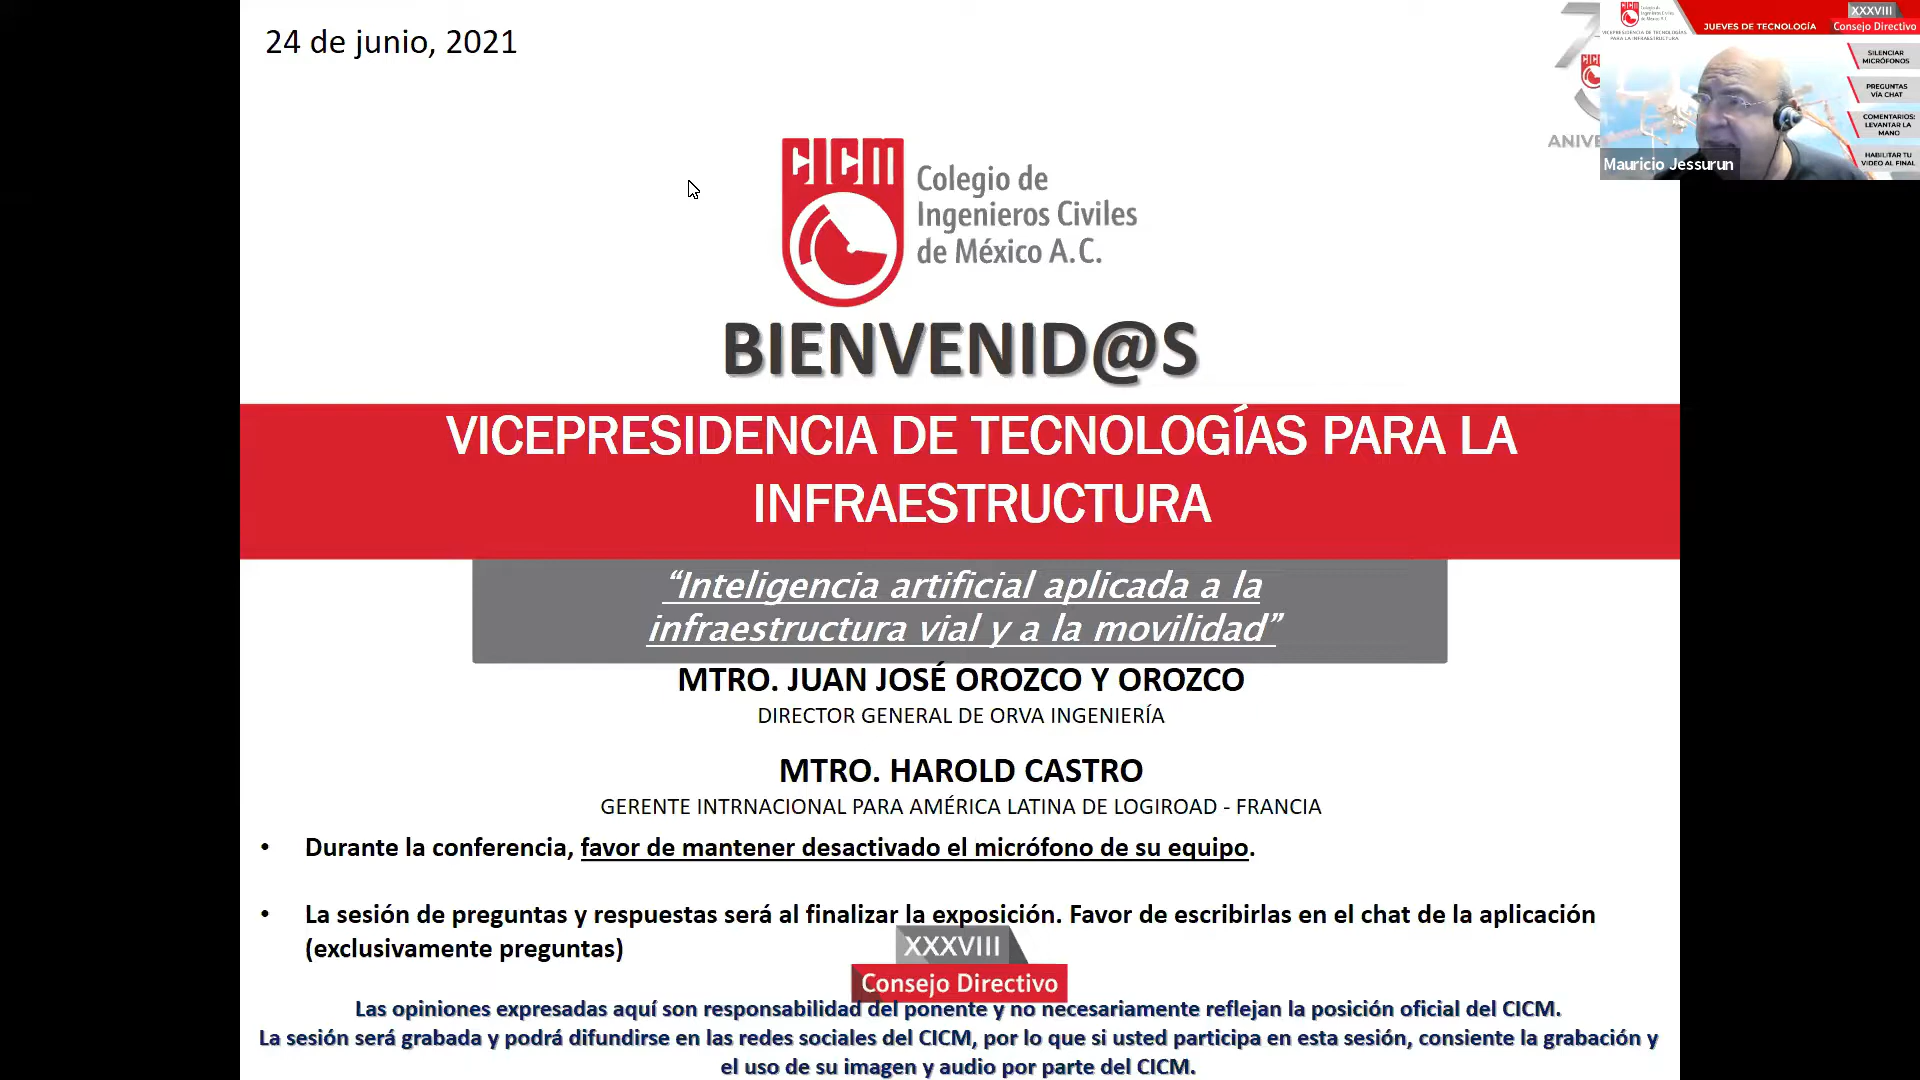 24 de junio, 2021
CICM
Colegio de
Ingenieros Civiles
de México A.C.
BIENVENID@S
VICEPRESIDENCIA DE TECNOLOGÍAS PARA LA
INFRAESTRUCTURA
“Inteligencia artificial aplicada a la
infraestructura vial y a la movilidad”
MTRO. JUAN JOSÉ OROZCO Y OROZCO
DIRECTOR GENERAL DE ORVA INGENIERÍA
MTRO. HAROLD CASTRO
GERENTE INTRNACIONAL PARA AMÉRICA LATINA DE LOGIROAD - FRANCIA
• Durante la conferencia, favor de mantener desactivado el micrófono de su equipo.
• La sesión de preguntas y respuestas será al finalizar la exposición. Favor de escribirlas en el chat de la aplicación
(exclusivamente preguntas)
XXXVIII
Consejo Directivo
Las opiniones expresadas aquí son responsabilidad del ponente y no necesariamente reflejan la posición oficial del CICM.
La sesión será grabada y podrá difundirse en las redes sociales del CICM, por lo que si usted participa en esta sesión, consiente la grabación y
el uso de su imagen y audio por parte del CICM.
VICEPRESIDENCIA DE TECNOLOGÍAS
PARA LA INFRAESTRUCTURA
JUEVES DE TECNOLOGÍA
XXXVIII
Consejo Directivo
SILENCIAR
MICRÓFONOS
PREGUNTAS
VÍA CHAT
COMENTARIOS:
LEVANTAR LA
MANO
HABILITAR TU
VIDEO AL FINAL
Mauricio Jessurun